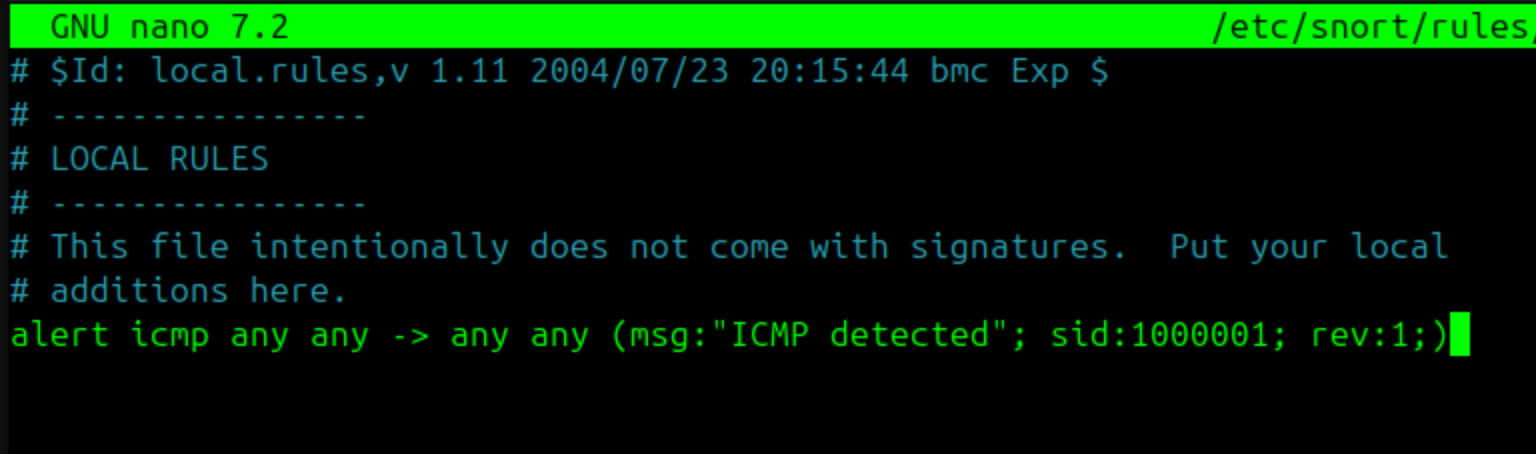 GNU nano 7.2 /etc/snort/rules/
# $Id: local.rules,v 1.11 2004/07/23 20:15:44 bmc Exp $
# ----------------
# LOCAL RULES
# ----------------
# This file intentionally does not come with signatures.  Put your local
# additions here.
alert icmp any any -> any any (msg:"ICMP detected"; sid:1000001; rev:1;)